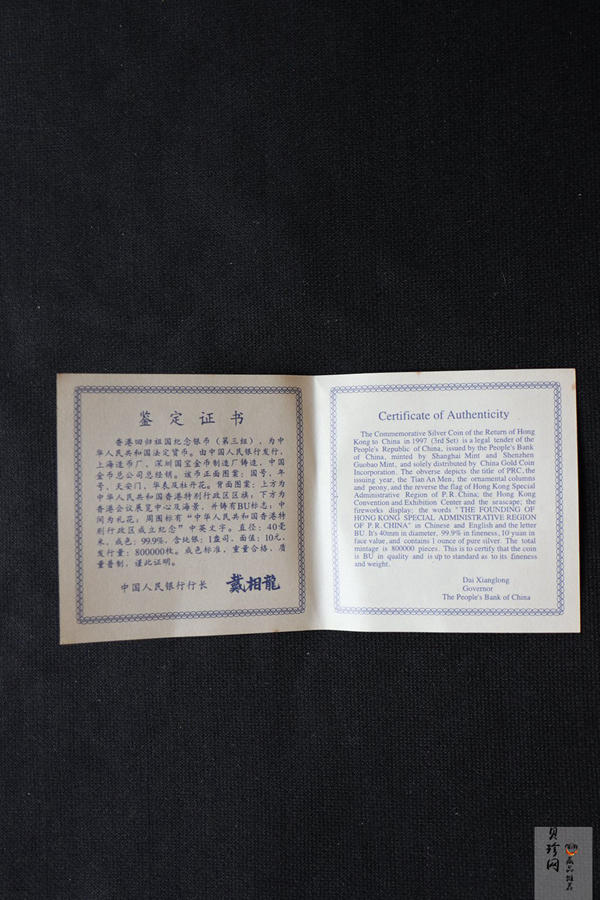 鉴定证书
香港回归祖国纪念银币（第三组），为中
华人民共和国法定货币。由中国人民银行发行，
上海造币厂、深圳国宝金币制造厂铸造，中国
金币总公司总经销。该币正面图案：国号、年
号、天安门、华表及牡丹花。背面图案：上方为
中华人民共和国香港特别行政区区旗；下方为
香港会议展览中心及海景，并铸有BU标志；中
间为礼花；周围标有“中华人民共和国香港特
别行政区成立纪念”中英文字。直径：40毫
米，成色：99.9%，含纯银：1盎司，面值：10元，
发行量：800000枚。成色标准，重量合格，质
量普制，谨此证明。
中国人民银行行长 戴相龍
Certificate of Authenticity
The Commemorative Silver Coin of the Return of Hong
Kong to China in 1997 (3rd Set) is a legal tender of the
People's Republic of China, issued by the People's Bank
of China, minted by Shanghai Mint and Shenzhen
Guobao Mint, and solely distributed by China Gold Coin
Incorporation. The obverse depicts the title of PRC, the
issuing year, the Tian An Men, the ornamental columns
and peony, and the reverse the flag of Hong Kong Special
Administrative Region of P.R. China; the Hong Kong
Convention and Exhibition Center and the seascape; the
fireworks display; the words "THE FOUNDING OF
HONG KONG SPECIAL ADMINISTRATIVE REGION
OF P.R. CHINA" in Chinese and English and the letter
BU. It's 40mm in diameter, 99.9% in fineness, 10 yuan in
face value, and contains 1 ounce of pure silver. The total
mintage is 800000 pieces. This is to certify that the coin
is BU in quality and is up to standard as to its fineness
and weight.
Dai Xianglong
Governor
The People's Bank of China
贝珍网
藏品推荐